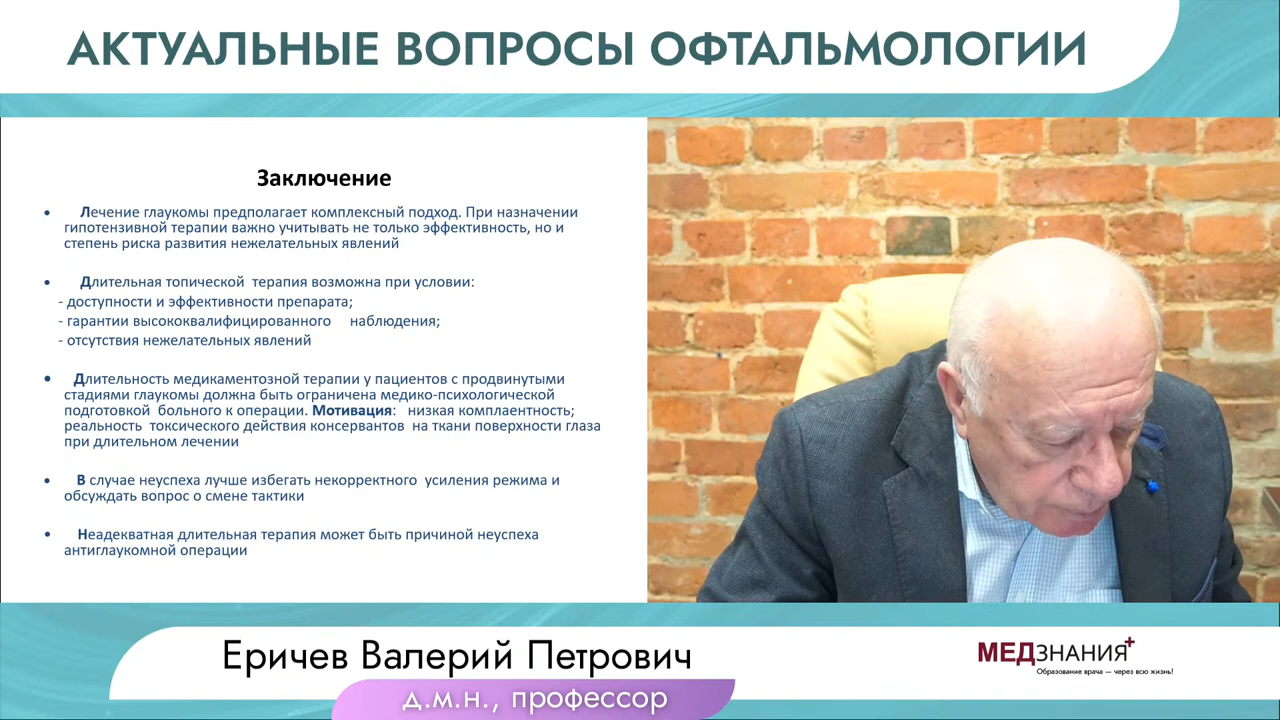 АКТУАЛЬНЫЕ ВОПРОСЫ ОФТАЛЬМОЛОГИИ
Заключение
• Лечение глаукомы предполагает комплексный подход. При назначении
гипотензивной терапии важно учитывать не только эффективность, но и
степень риска развития нежелательных явлений
• Длительная топической терапия возможна при условии:
- доступности и эффективности препарата;
- гарантии высококвалифицированного наблюдения;
- отсутствия нежелательных явлений
• Длительность медикаментозной терапии у пациентов с продвинутыми
стадиями глаукомы должна быть ограничена медико-психологической
подготовкой больного к операции. Мотивация: низкая комплаентность;
реальность токсического действия консервантов на ткани поверхности глаза
при длительном лечении
• В случае неуспеха лучше избегать некорректного усиления режима и
обсуждать вопрос о смене тактики
• Неадекватная длительная терапия может быть причиной неуспеха
антиглаукомной операции
Еричев Валерий Петрович
д.м.н., профессор
МЕДЗНАНИЯ+
Образование врача — через всю жизнь!